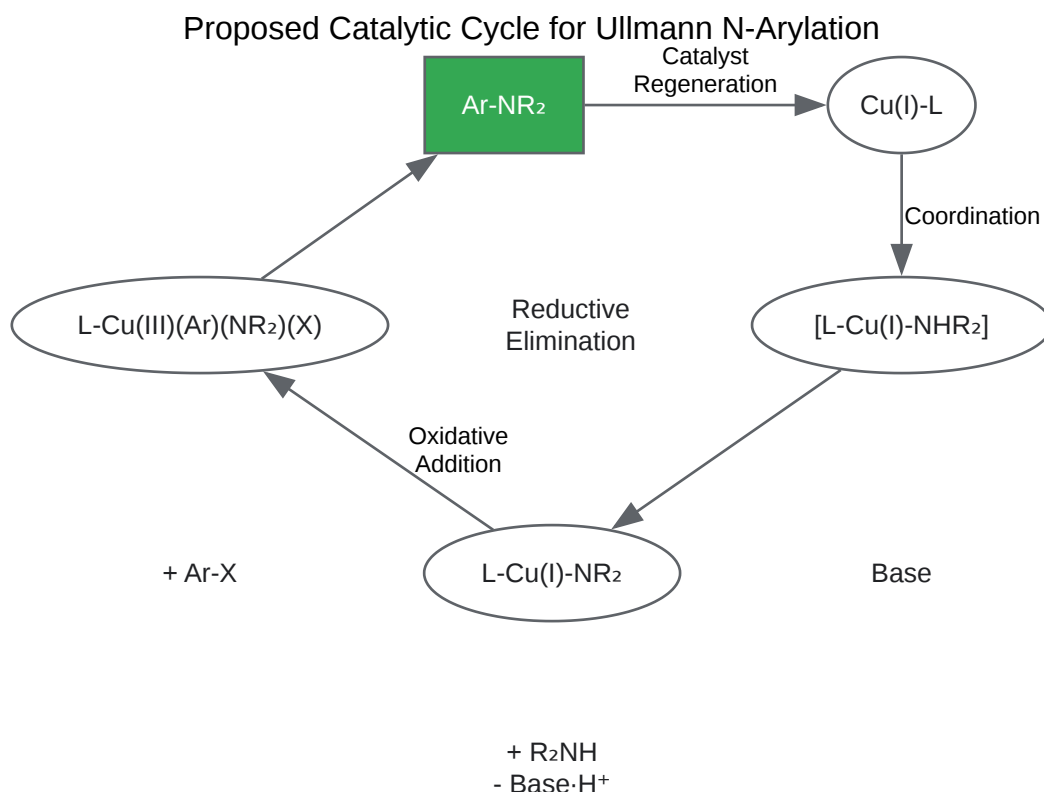 Proposed Catalytic Cycle for Ullmann N-Arylation
Catalyst
Regeneration
Ar-NR₂
Cu(I)-L
Coordination
L-Cu(III)(Ar)(NR₂)(X)
Reductive
Elimination
[L-Cu(I)-NHR₂]
Oxidative
Addition
+ Ar-X
L-Cu(I)-NR₂
Base
+ R₂NH
- Base·H⁺